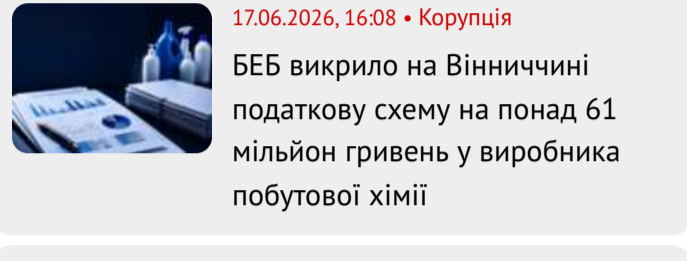 17.06.2026, 16:08 • Корупція
БЕБ викрило на Вінниччині
податкову схему на понад 61
мільйон гривень у виробника
побутової хімії